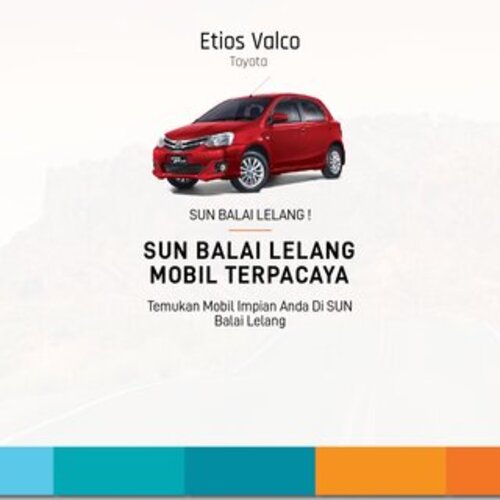 Etios Valco
Toyota
SUN BALAI LELANG !
SUN BALAI LELANG
MOBIL TERPACAYA
Temukan Mobil Impian Anda Di SUN
Balai Lelang